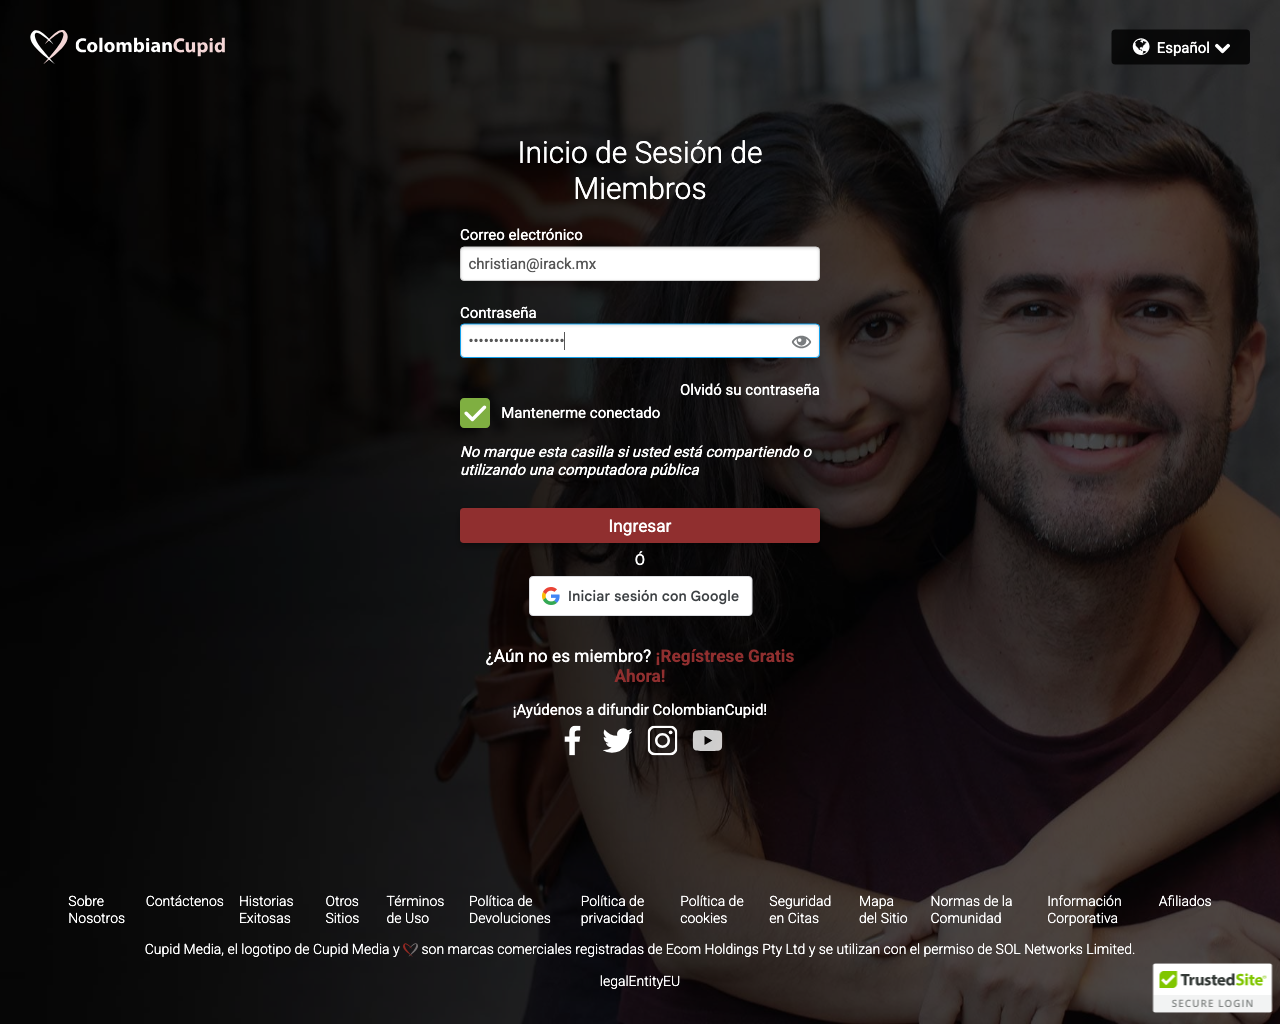 ColombianCupid
Español
Inicio de Sesión de
Miembros
Correo electrónico
christian@irack.mx
Contraseña
•••••••••••••••••••
Olvidó su contraseña
Mantenerme conectado
No marque esta casilla si usted está compartiendo o
utilizando una computadora pública
Ingresar
Ó
Iniciar sesión con Google
¿Aún no es miembro? ¡Regístrese Gratis
Ahora!
¡Ayúdenos a difundir ColombianCupid!
Sobre
Nosotros
Contáctenos
Historias
Exitosas
Otros
Sitios
Términos
de Uso
Política de
Devoluciones
Política de
privacidad
Política de
cookies
Seguridad
en Citas
Mapa
del Sitio
Normas de la
Comunidad
Información
Corporativa
Afiliados
Cupid Media, el logotipo de Cupid Media y son marcas comerciales registradas de Ecom Holdings Pty Ltd y se utilizan con el permiso de SOL Networks Limited.
legalEntityEU
TrustedSite
SECURE LOGIN